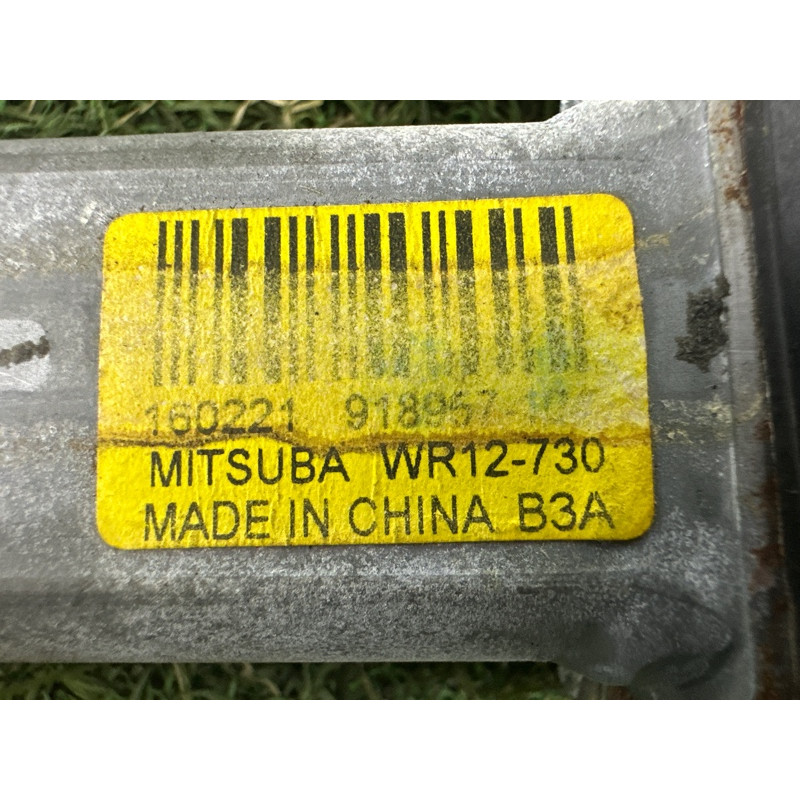 160221 918957
MITSUBA WR12-730
MADE IN CHINA B3A